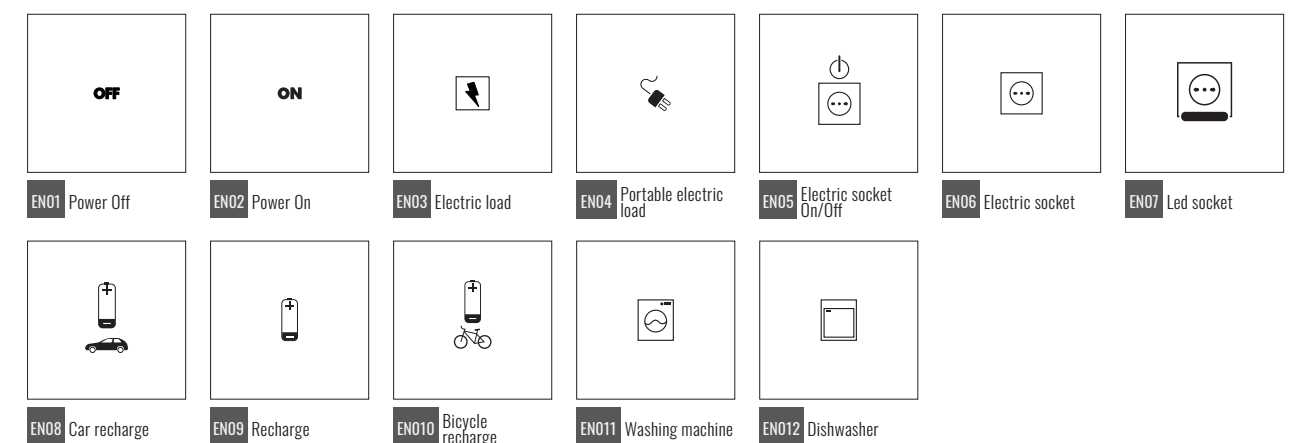 OFF
ON
EN01 Power Off
EN02 Power On
EN03 Electric load
EN04 Portable electric
load
EN05 Electric socket
On/Off
EN06 Electric socket
EN07 Led socket
EN08 Car recharge
EN09 Recharge
EN010 Bicycle
recharge
EN011 Washing machine
EN012 Dishwasher